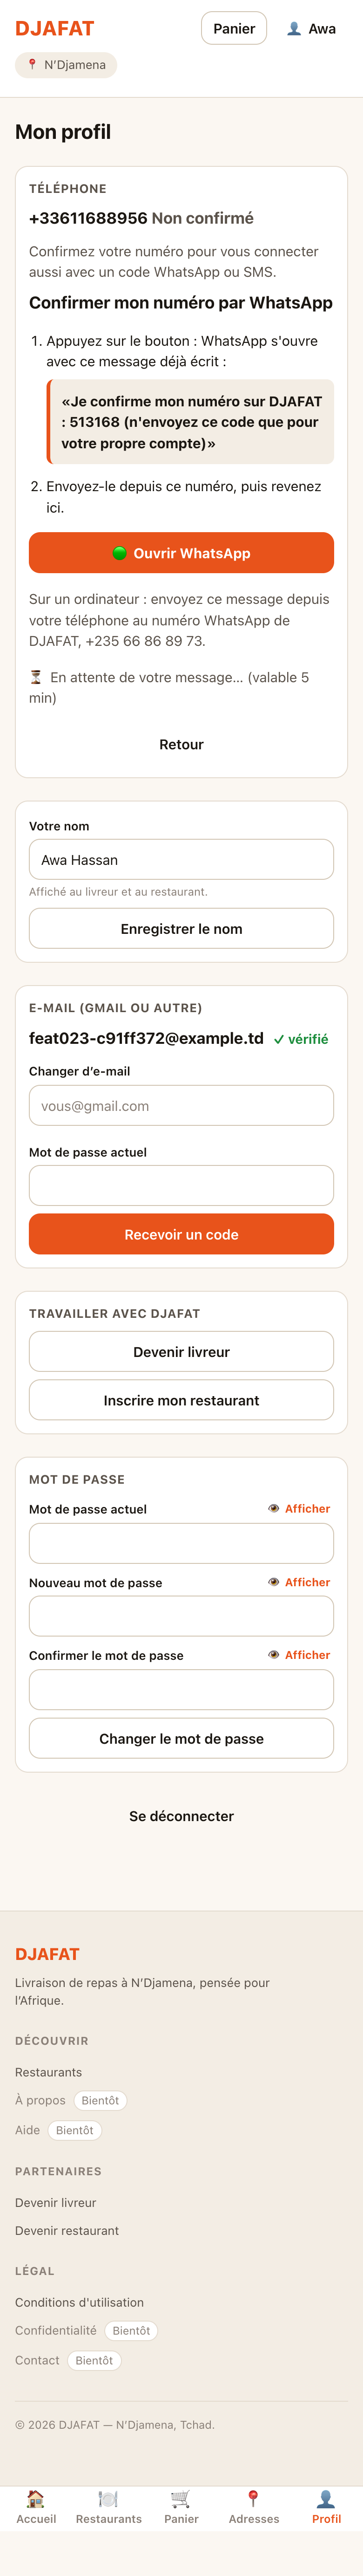 DJAFAT
Panier
👤 Awa
📍 N'Djamena
Mon profil
TÉLÉPHONE
+33611688956 Non confirmé
Confirmez votre numéro pour vous connecter
aussi avec un code WhatsApp ou SMS.
Confirmer mon numéro par WhatsApp
1. Appuyez sur le bouton : WhatsApp s'ouvre
avec ce message déjà écrit :
«Je confirme mon numéro sur DJAFAT
: 513168 (n'envoyez ce code que pour
votre propre compte)»
2. Envoyez-le depuis ce numéro, puis revenez
ici.
🟢 Ouvrir WhatsApp
Sur un ordinateur : envoyez ce message depuis
votre téléphone au numéro WhatsApp de
DJAFAT, +235 66 86 89 73.
⏳ En attente de votre message… (valable 5
min)
Retour
Votre nom
Awa Hassan
Affiché au livreur et au restaurant.
Enregistrer le nom
E-MAIL (GMAIL OU AUTRE)
feat023-c91ff372@example.td ✓ vérifié
Changer d’e-mail
vous@gmail.com
Mot de passe actuel
Recevoir un code
TRAVAILLER AVEC DJAFAT
Devenir livreur
Inscrire mon restaurant
MOT DE PASSE
Mot de passe actuel
👁 Afficher
Nouveau mot de passe
👁 Afficher
Confirmer le mot de passe
👁 Afficher
Changer le mot de passe
Se déconnecter
DJAFAT
Livraison de repas à N’Djamena, pensée pour
l’Afrique.
DÉCOUVRIR
Restaurants
À propos Bientôt
Aide Bientôt
PARTENAIRES
Devenir livreur
Devenir restaurant
LÉGAL
Conditions d'utilisation
Confidentialité Bientôt
Contact Bientôt
© 2026 DJAFAT — N’Djamena, Tchad.
Accueil
Restaurants
Panier
Adresses
Profil